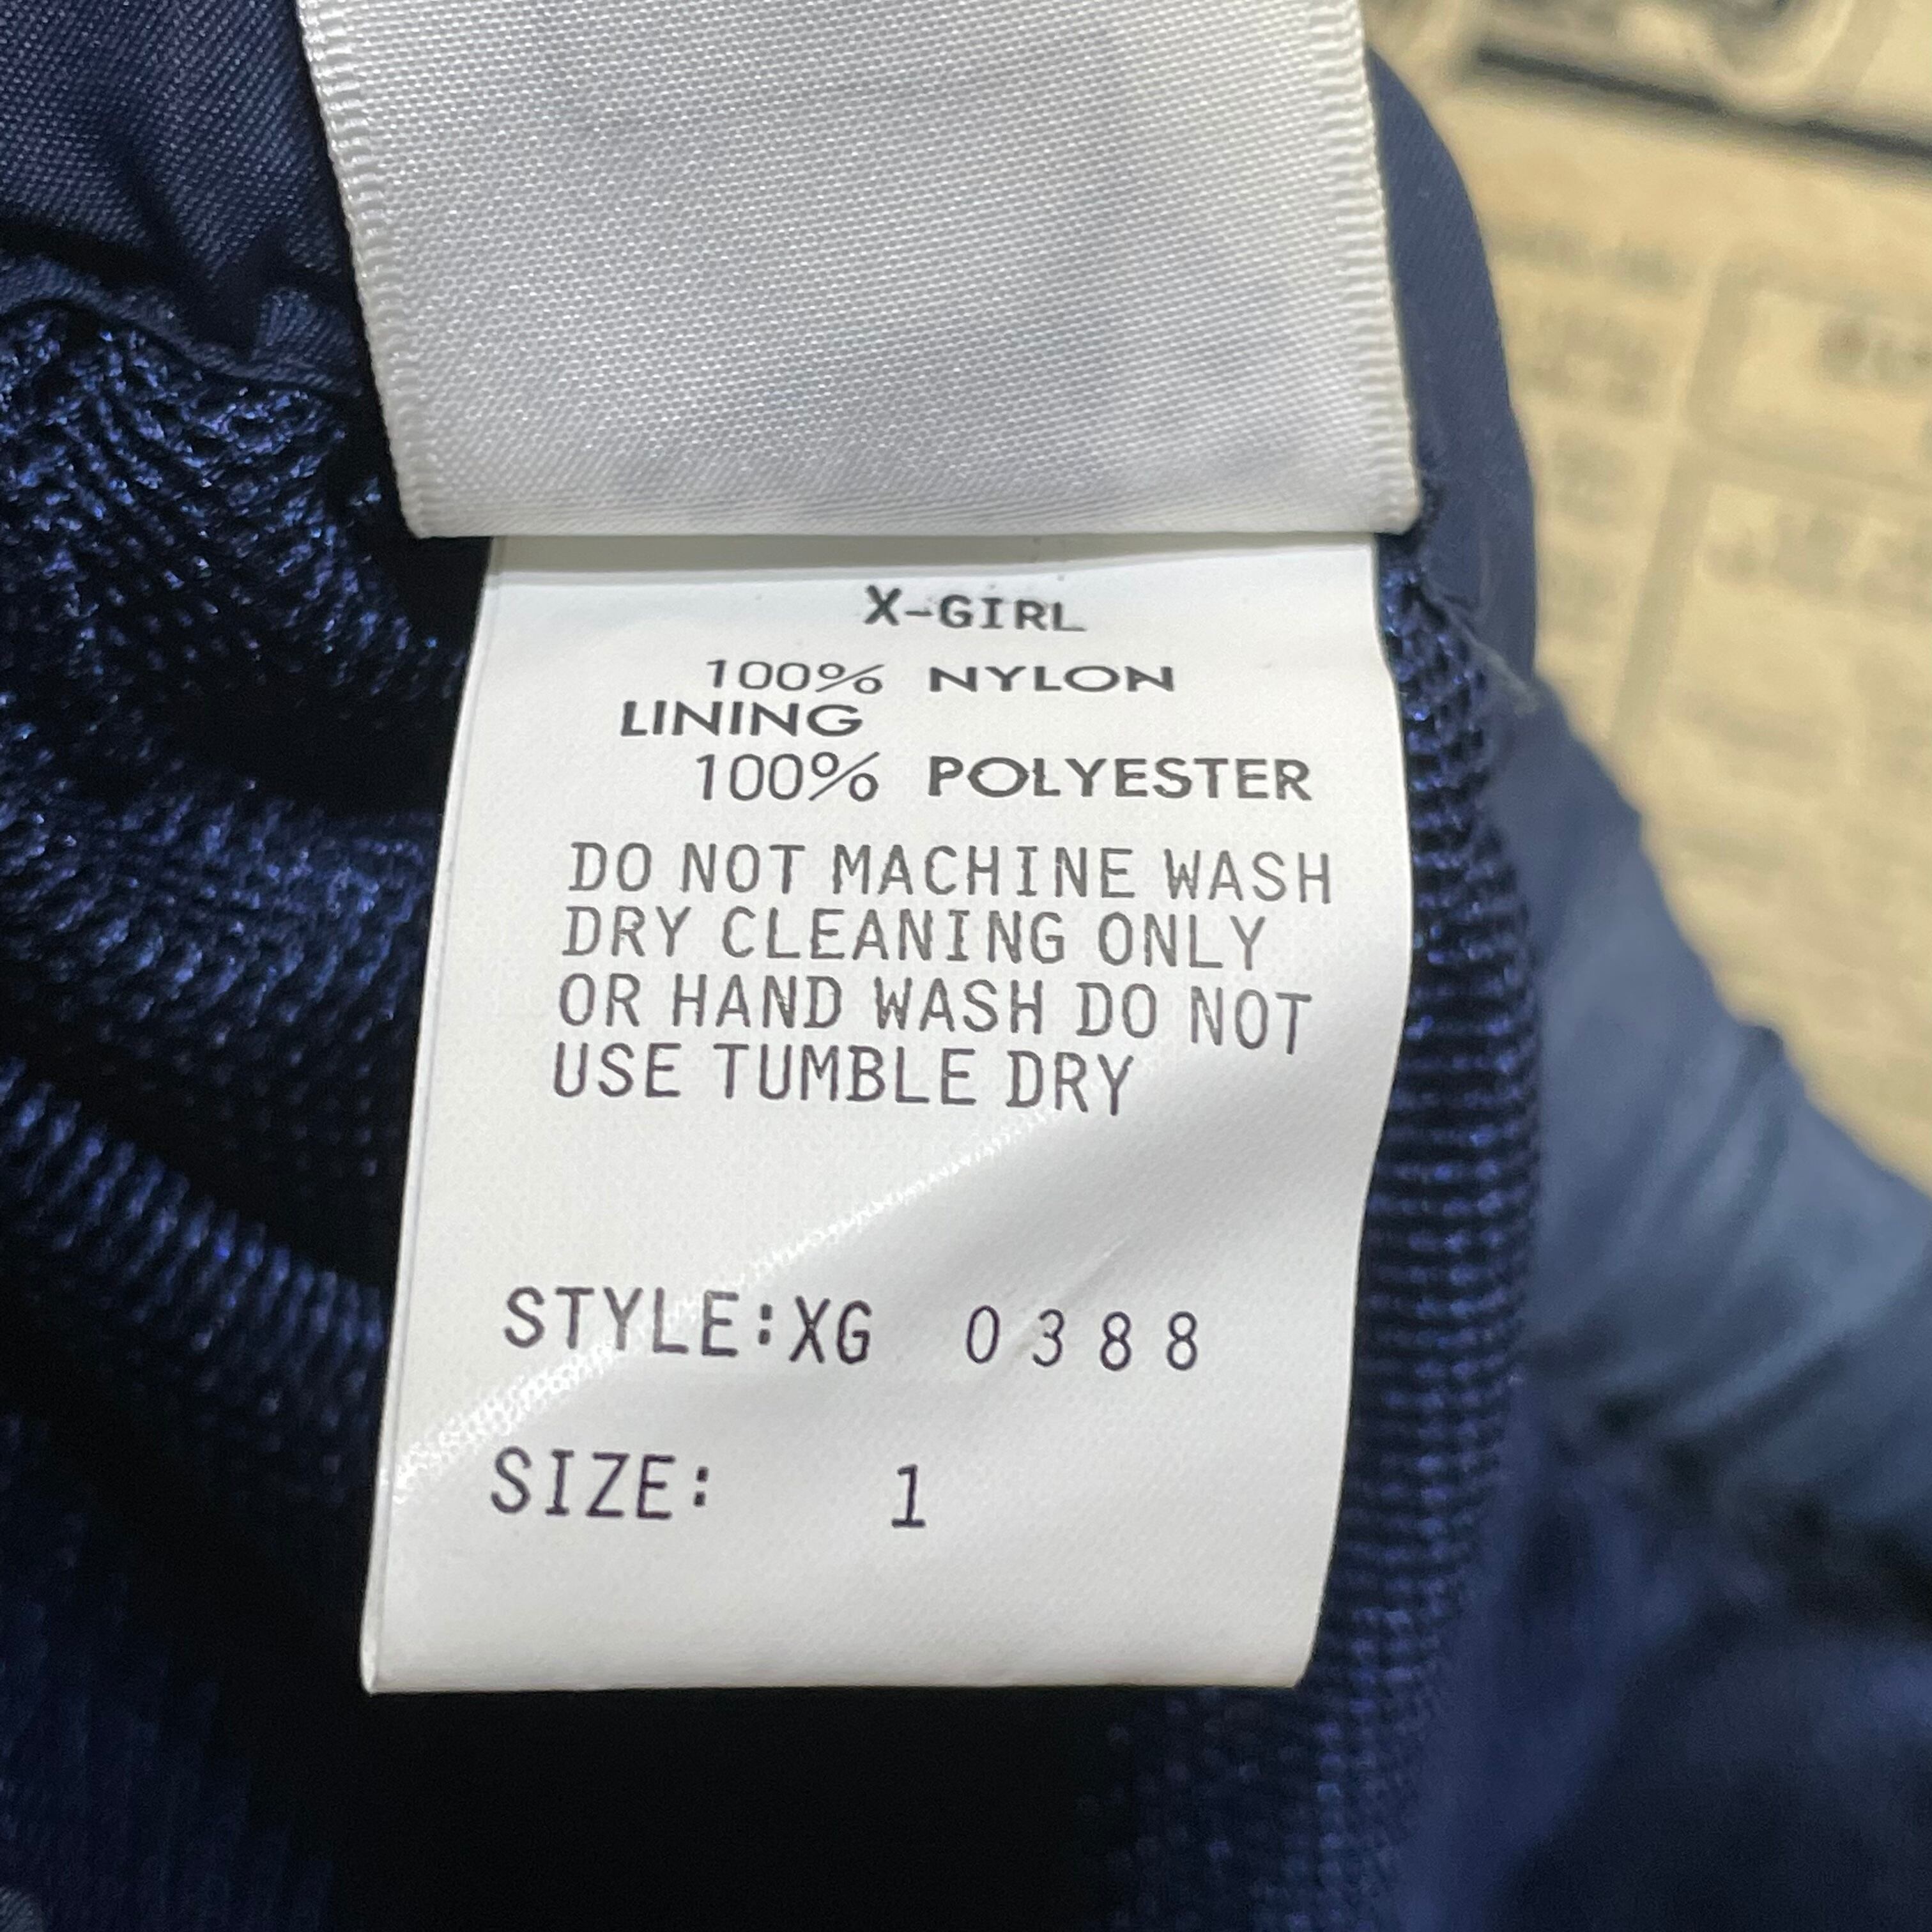 X-GIRL
100% NYLON
LINING
100% POLYESTER
DO NOT MACHINE WASH
DRY CLEANING ONLY
OR HAND WASH DO NOT
USE TUMBLE DRY
STYLE:XG 0388
SIZE: 1